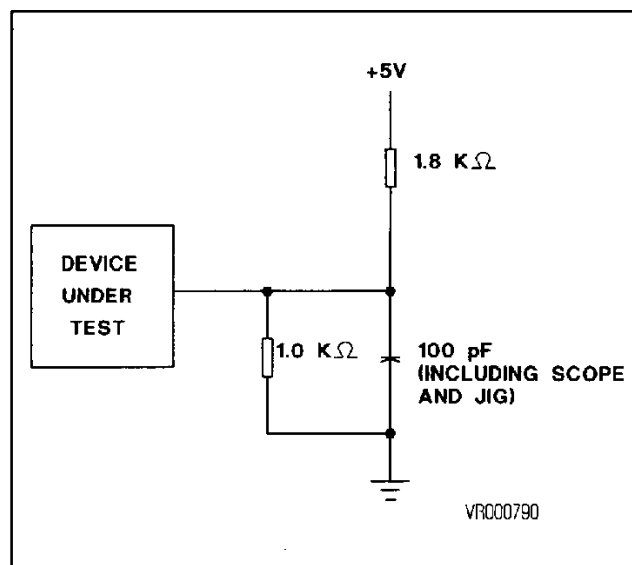 +5V
1.8 KΩ
DEVICE
UNDER
TEST
1.0 KΩ
100 pF
(INCLUDING SCOPE
AND JIG)
VR000790